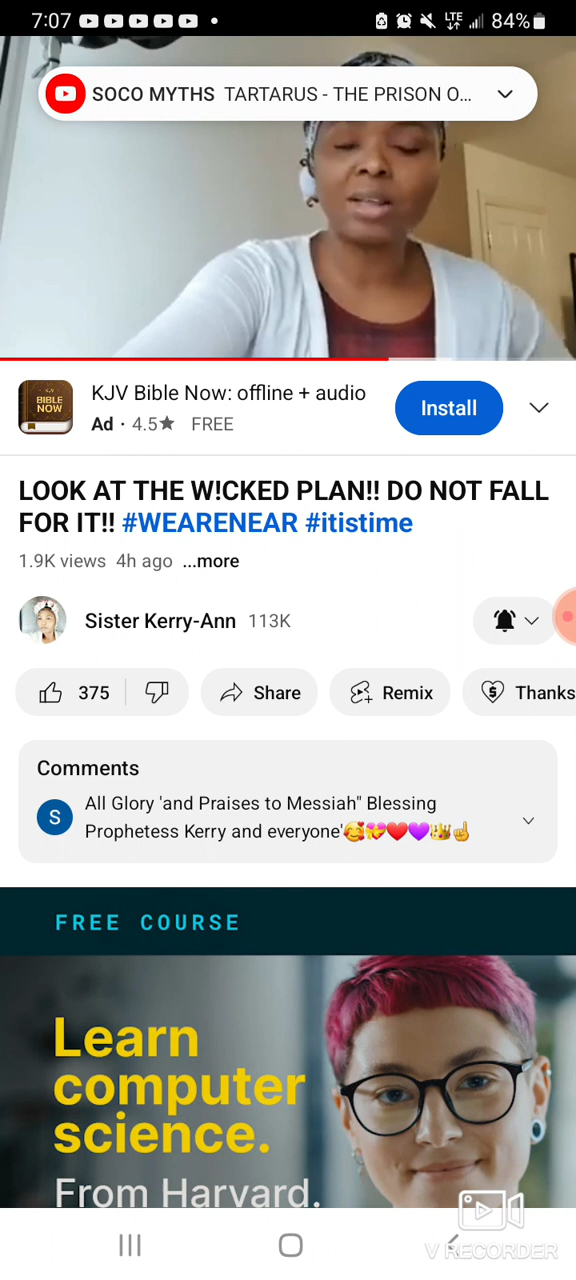 7:07
LTE
84%
SOCO MYTHS TARTARUS - THE PRISON O...
KJV
BIBLE
NOW
KJV Bible Now: offline + audio
Ad · 4.5★ FREE
Install
LOOK AT THE W!CKED PLAN!! DO NOT FALL
FOR IT!! #WEARENEAR #itistime
1.9K views 4h ago ...more
Sister Kerry-Ann 113K
375
Share
Remix
Thanks
Comments
S
All Glory 'and Praises to Messiah" Blessing
Prophetess Kerry and everyone'🥰💝❤️💜👑☝️
FREE COURSE
Learn
computer
science.
From Harvard.
V RECORDER